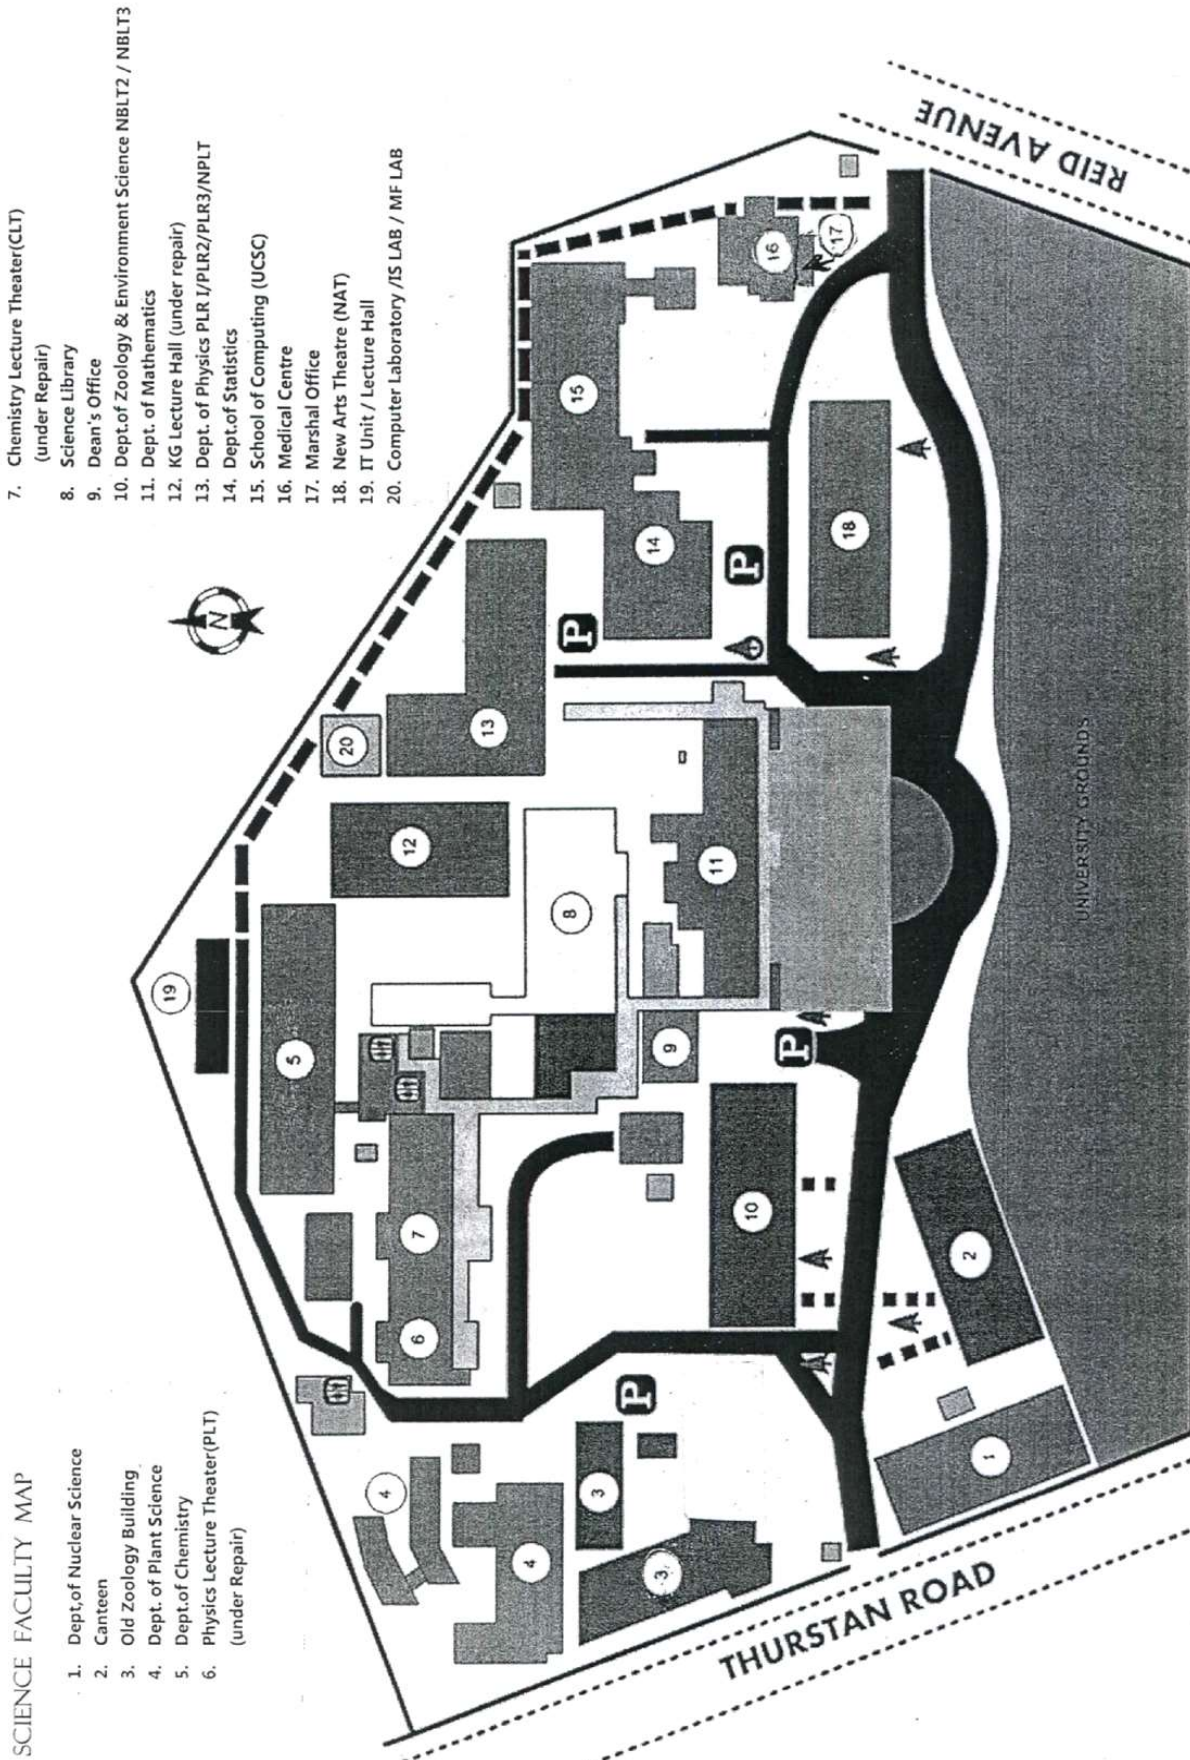 SCIENCE FACULTY MAP
1. Dept,of Nuclear Science
2. Canteen
3. Old Zoology Building
4. Dept. of Plant Science
5. Dept.of Chemistry
6. Physics Lecture Theater(PLT)
(under Repair)
7. Chemistry Lecture Theater(CLT)
(under Repair)
8. Science Library
9. Dean's Office
10. Dept.of Zoology & Environment Science NBLT2 / NBLT3
11. Dept. of Mathematics
12. KG Lecture Hall (under repair)
13. Dept. of Physics PLR I/PLR2/PLR3/NPLT
14. Dept.of Statistics
15. School of Computing (UCSC)
16. Medical Centre
17. Marshal Office
18. New Arts Theatre (NAT)
19. IT Unit / Lecture Hall
20. Computer Laboratory /IS LAB / MF LAB
N
19
20
5
12
13
4
6
7
8
15
4
3
P
9
11
P
14
16
17
3
10
P
P
18
1
2
THURSTAN ROAD
UNIVERSITY GROUNDS
REID AVENUE